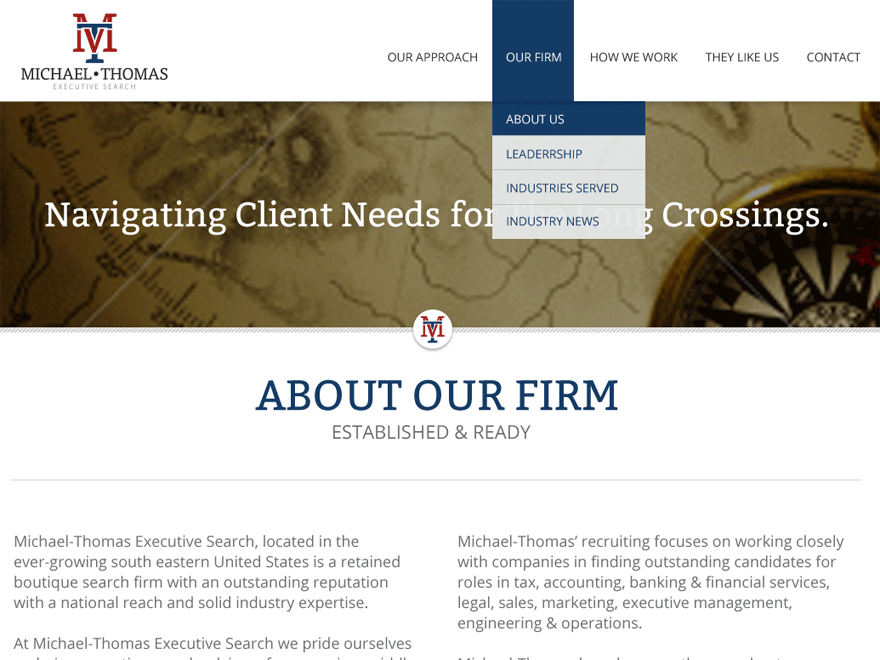 MICHAEL•THOMAS
EXECUTIVE SEARCH
OUR APPROACH
OUR FIRM
HOW WE WORK
THEY LIKE US
CONTACT
ABOUT US
LEADERRSHIP
INDUSTRIES SERVED
INDUSTRY NEWS
Navigating Client Needs for The Long Crossings.
ABOUT OUR FIRM
ESTABLISHED & READY
Michael-Thomas Executive Search, located in the
ever-growing south eastern United States is a retained
boutique search firm with an outstanding reputation
with a national reach and solid industry expertise.
At Michael-Thomas Executive Search we pride ourselves
Michael-Thomas’ recruiting focuses on working closely
with companies in finding outstanding candidates for
roles in tax, accounting, banking & financial services,
legal, sales, marketing, executive management,
engineering & operations.